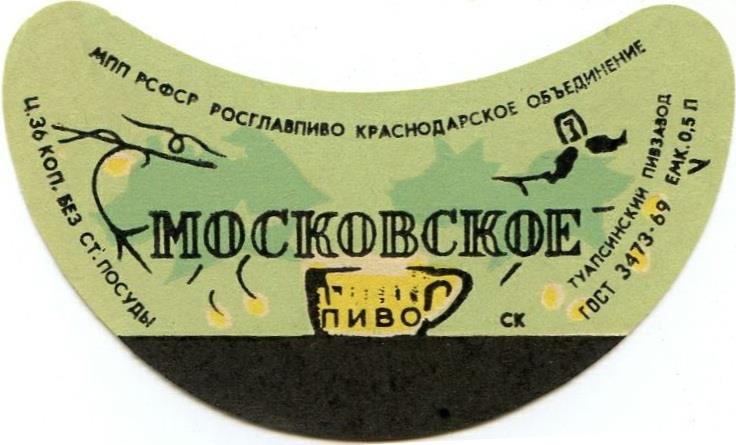 МПП РСФСР РОСГЛАВПИВО КРАСНОДАРСКОЕ ОБЪЕДИНЕНИЕ
Ц. 36 КОП. БЕЗ СТ. ПОСУДЫ
МОСКОВСКОЕ
ПИВО
СК
ТУАПСИНСКИЙ ПИВЗАВОД
ГОСТ 3473-69 ЕМК. 0,5 Л